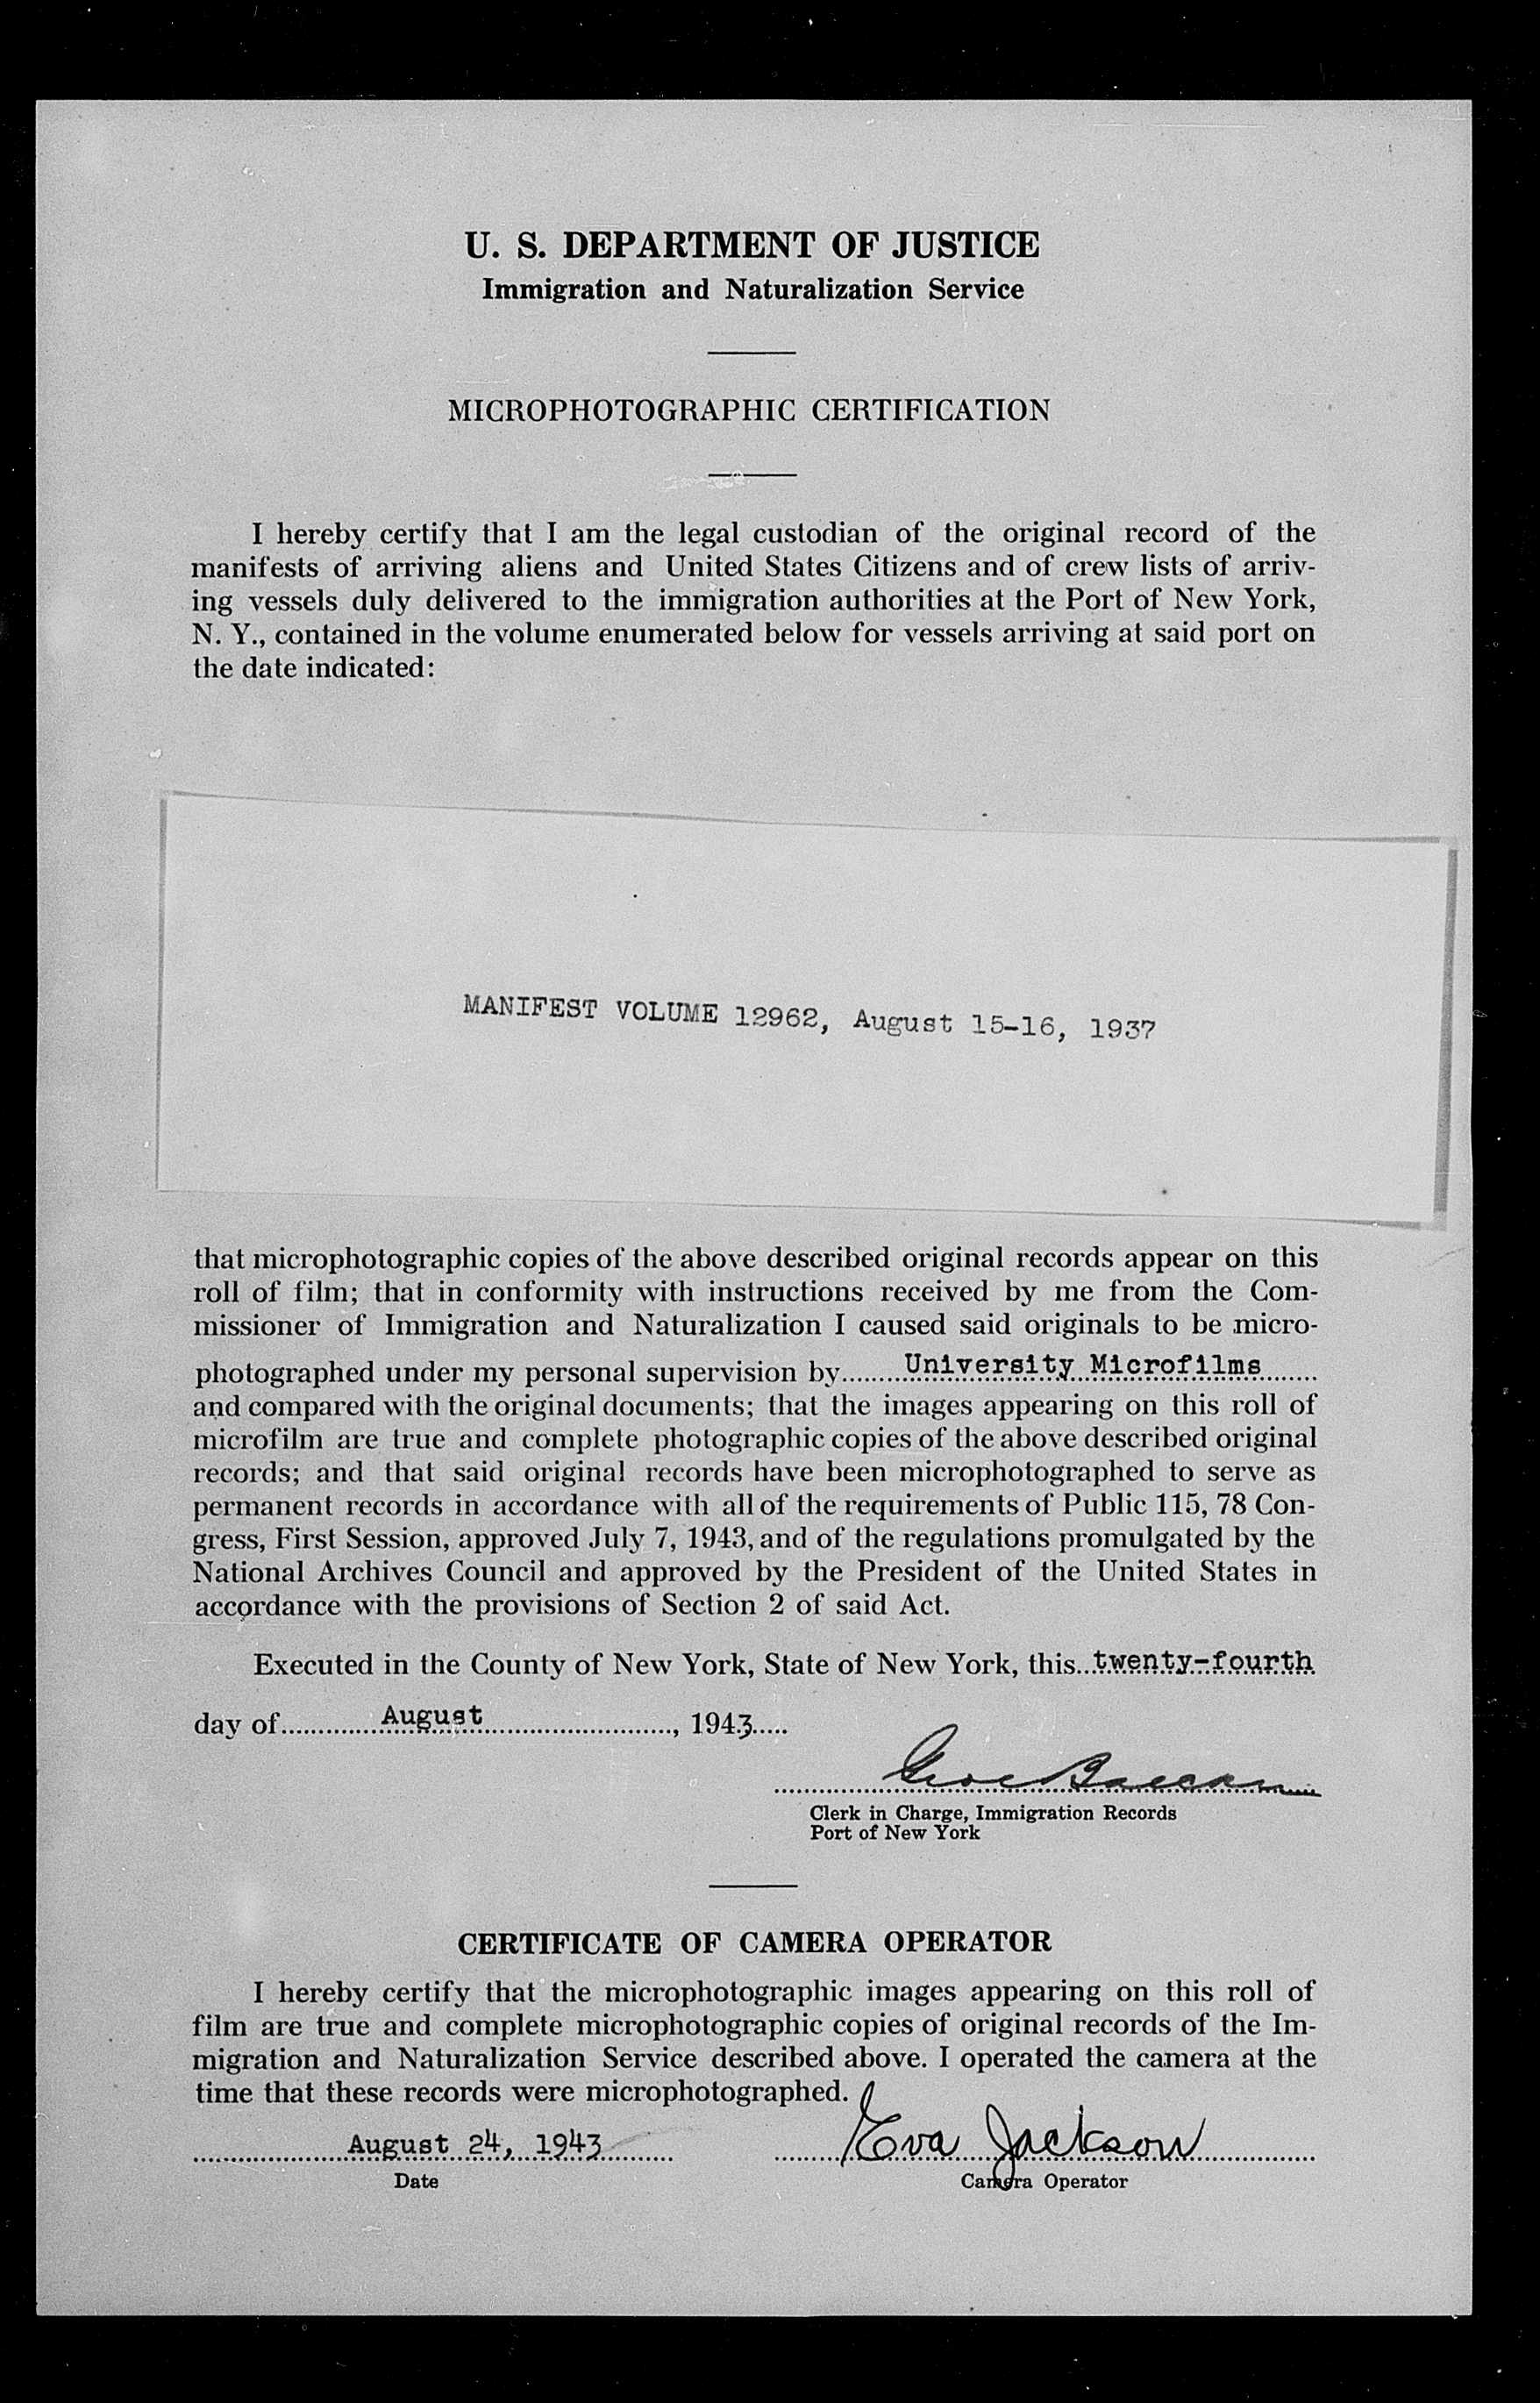 U. S. DEPARTMENT OF JUSTICE
Immigration and Naturalization Service
MICROPHOTOGRAPHIC CERTIFICATION
I hereby certify that I am the legal custodian of the original record of the
manifests of arriving aliens and United States Citizens and of crew lists of arriv-
ing vessels duly delivered to the immigration authorities at the Port of New York,
N. Y., contained in the volume enumerated below for vessels arriving at said port on
the date indicated:
MANIFEST VOLUME 12962, August 15-16, 1937
that microphotographic copies of the above described original records appear on this
roll of film; that in conformity with instructions received by me from the Com-
missioner of Immigration and Naturalization I caused said originals to be micro-
photographed under my personal supervision by University Microfilms
and compared with the original documents; that the images appearing on this roll of
microfilm are true and complete photographic copies of the above described original
records; and that said original records have been microphotographed to serve as
permanent records in accordance with all of the requirements of Public 115, 78 Con-
gress, First Session, approved July 7, 1943, and of the regulations promulgated by the
National Archives Council and approved by the President of the United States in
accordance with the provisions of Section 2 of said Act.
Executed in the County of New York, State of New York, this twenty-fourth
day of August, 1943
Clerk in Charge, Immigration Records
Port of New York
CERTIFICATE OF CAMERA OPERATOR
I hereby certify that the microphotographic images appearing on this roll of
film are true and complete microphotographic copies of original records of the Im-
migration and Naturalization Service described above. I operated the camera at the
time that these records were microphotographed.
August 24, 1943 Eva Jackson
Date Camera Operator